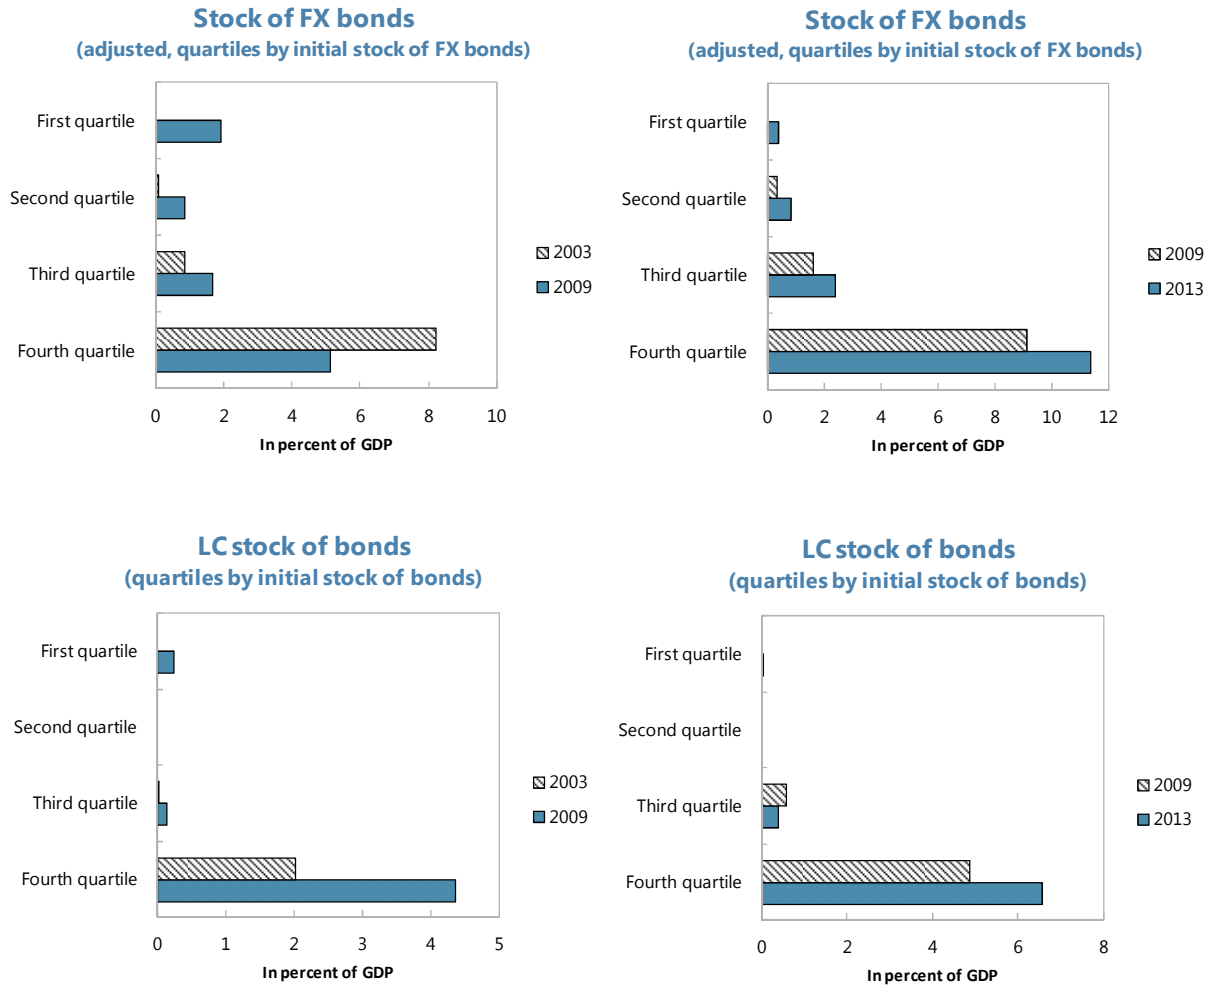 Stock of FX bonds
(adjusted, quartiles by initial stock of FX bonds)
First quartile
Second quartile
Third quartile
Fourth quartile
0 2 4 6 8 10
In percent of GDP
2003
2009
Stock of FX bonds
(adjusted, quartiles by initial stock of FX bonds)
First quartile
Second quartile
Third quartile
Fourth quartile
0 2 4 6 8 10 12
In percent of GDP
2009
2013
LC stock of bonds
(quartiles by initial stock of bonds)
First quartile
Second quartile
Third quartile
Fourth quartile
0 1 2 3 4 5
In percent of GDP
2003
2009
LC stock of bonds
(quartiles by initial stock of bonds)
First quartile
Second quartile
Third quartile
Fourth quartile
0 2 4 6 8
In percent of GDP
2009
2013